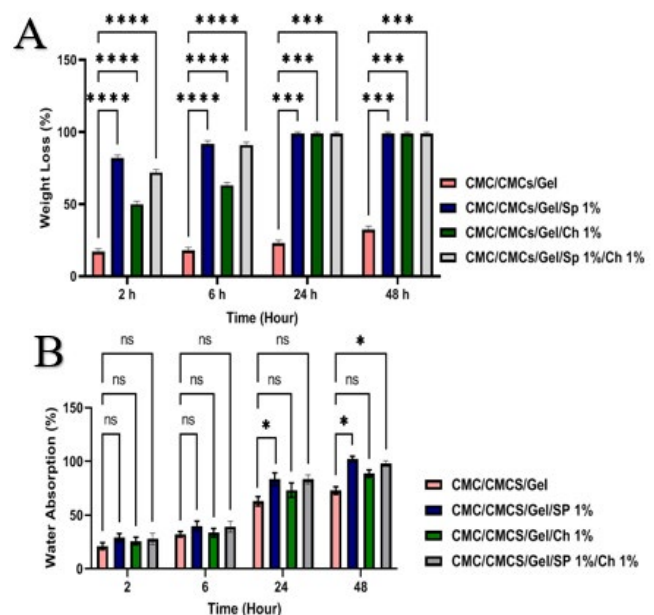 A
****
****
****
****
****
****
***
***
***
***
***
***
Weight Loss (%)
150
100
50
0
2 h 6 h 24 h 48 h
Time (Hour)
CMC/CMCs/Gel
CMC/CMCs/Gel/Sp 1%
CMC/CMCs/Gel/Ch 1%
CMC/CMCs/Gel/Sp 1%/Ch 1%
B
ns
ns
ns
ns
ns
ns
ns
ns
*
*
ns
*
Water Absorption (%)
150
100
50
0
2 6 24 48
Time (Hour)
CMC/CMCS/Gel
CMC/CMCS/Gel/SP 1%
CMC/CMCS/Gel/Ch 1%
CMC/CMCS/Gel/SP 1%/Ch 1%